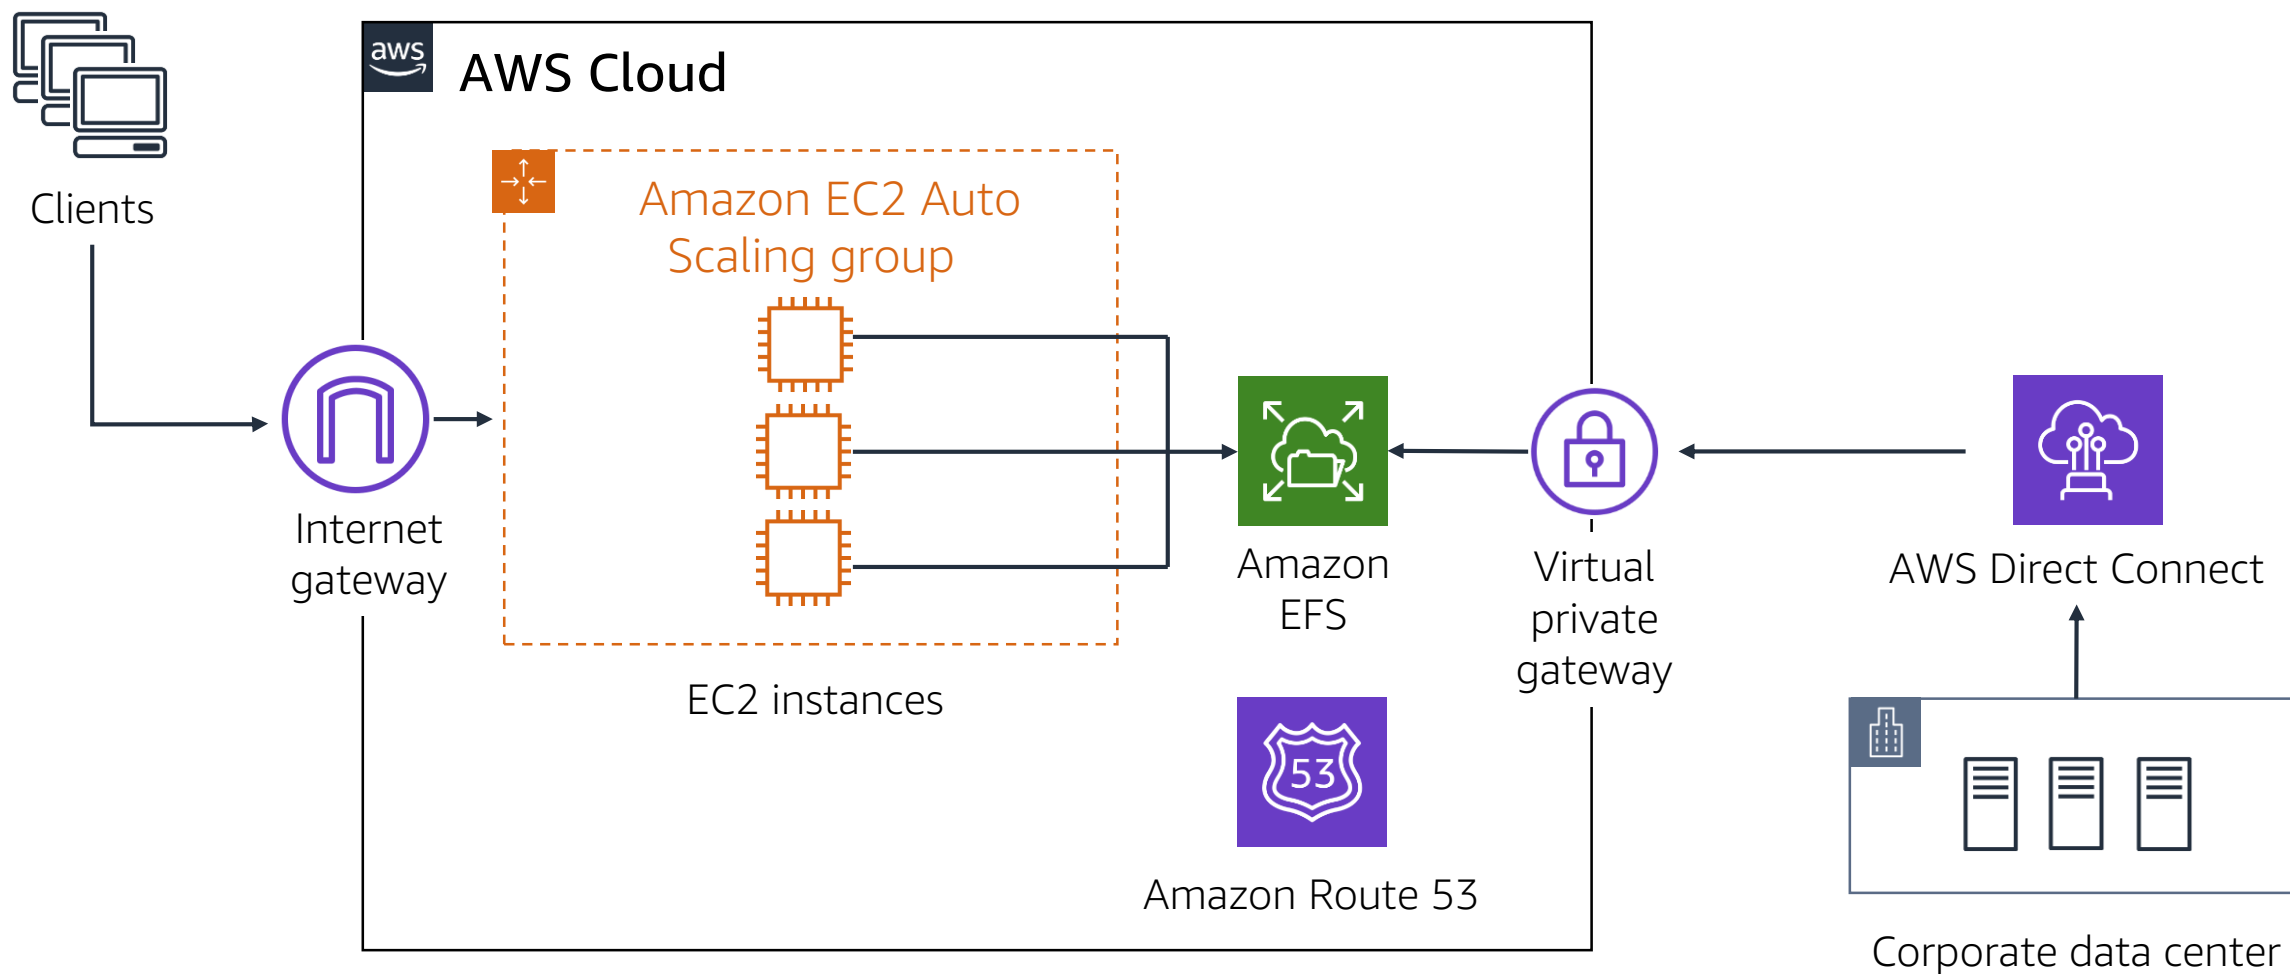 aws
AWS Cloud
Clients
Amazon EC2 Auto
Scaling group
Internet
gateway
EC2 instances
Amazon
EFS
Virtual
private
gateway
AWS Direct Connect
53
Amazon Route 53
Corporate data center